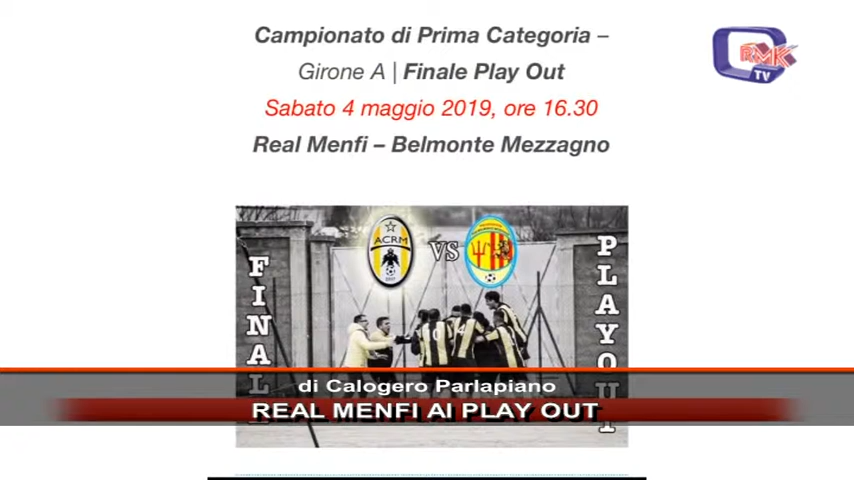 Campionato di Prima Categoria –
Girone A | Finale Play Out
Sabato 4 maggio 2019, ore 16.30
Real Menfi – Belmonte Mezzagno
RMK
TV
ACRM
VS
FINAL
PLAYOUT
di Calogero Parlapiano
REAL MENFI AI PLAY OUT